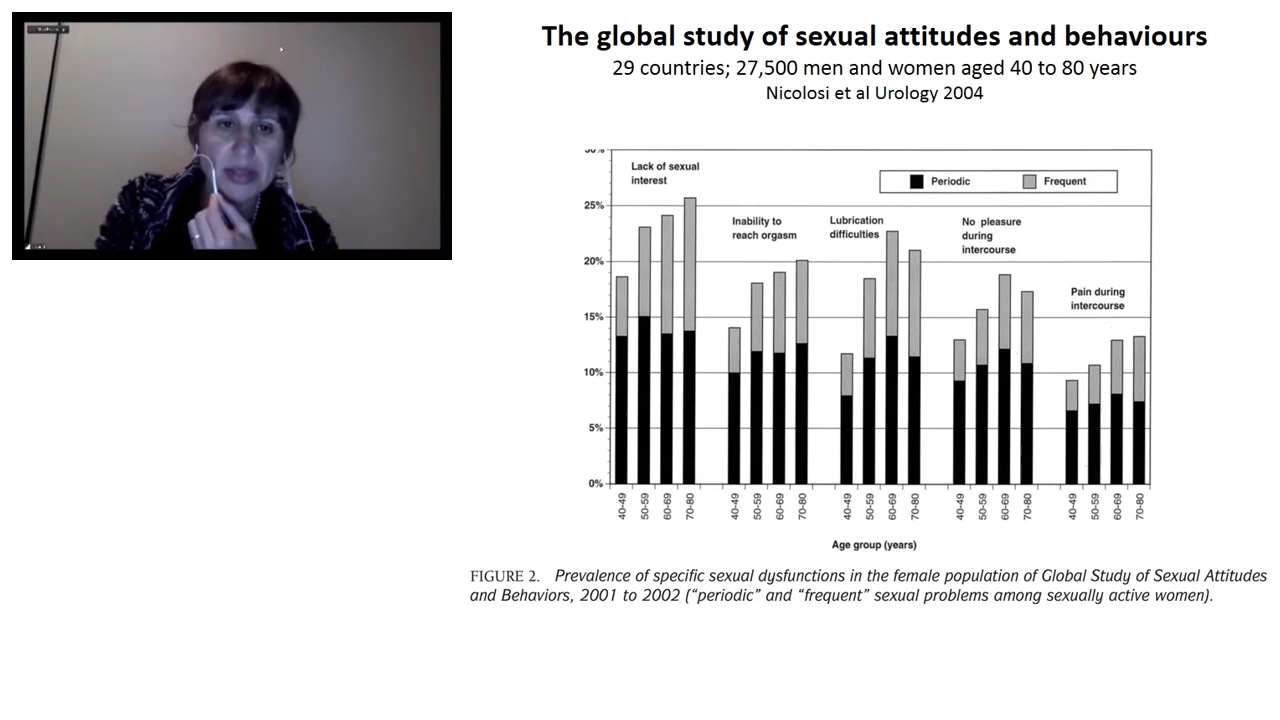 The global study of sexual attitudes and behaviours
29 countries; 27,500 men and women aged 40 to 80 years
Nicolosi et al Urology 2004
30%
25%
20%
15%
10%
5%
0%
Lack of sexual
interest
Inability to
reach orgasm
Lubrication
difficulties
No pleasure
during
intercourse
Pain during
intercourse
Periodic
Frequent
40-49
50-59
60-69
70-80
40-49
50-59
60-69
70-80
40-49
50-59
60-69
70-80
40-49
50-59
60-69
70-80
40-49
50-59
60-69
70-80
Age group (years)
FIGURE 2. Prevalence of specific sexual dysfunctions in the female population of Global Study of Sexual Attitudes
and Behaviors, 2001 to 2002 (“periodic” and “frequent” sexual problems among sexually active women).